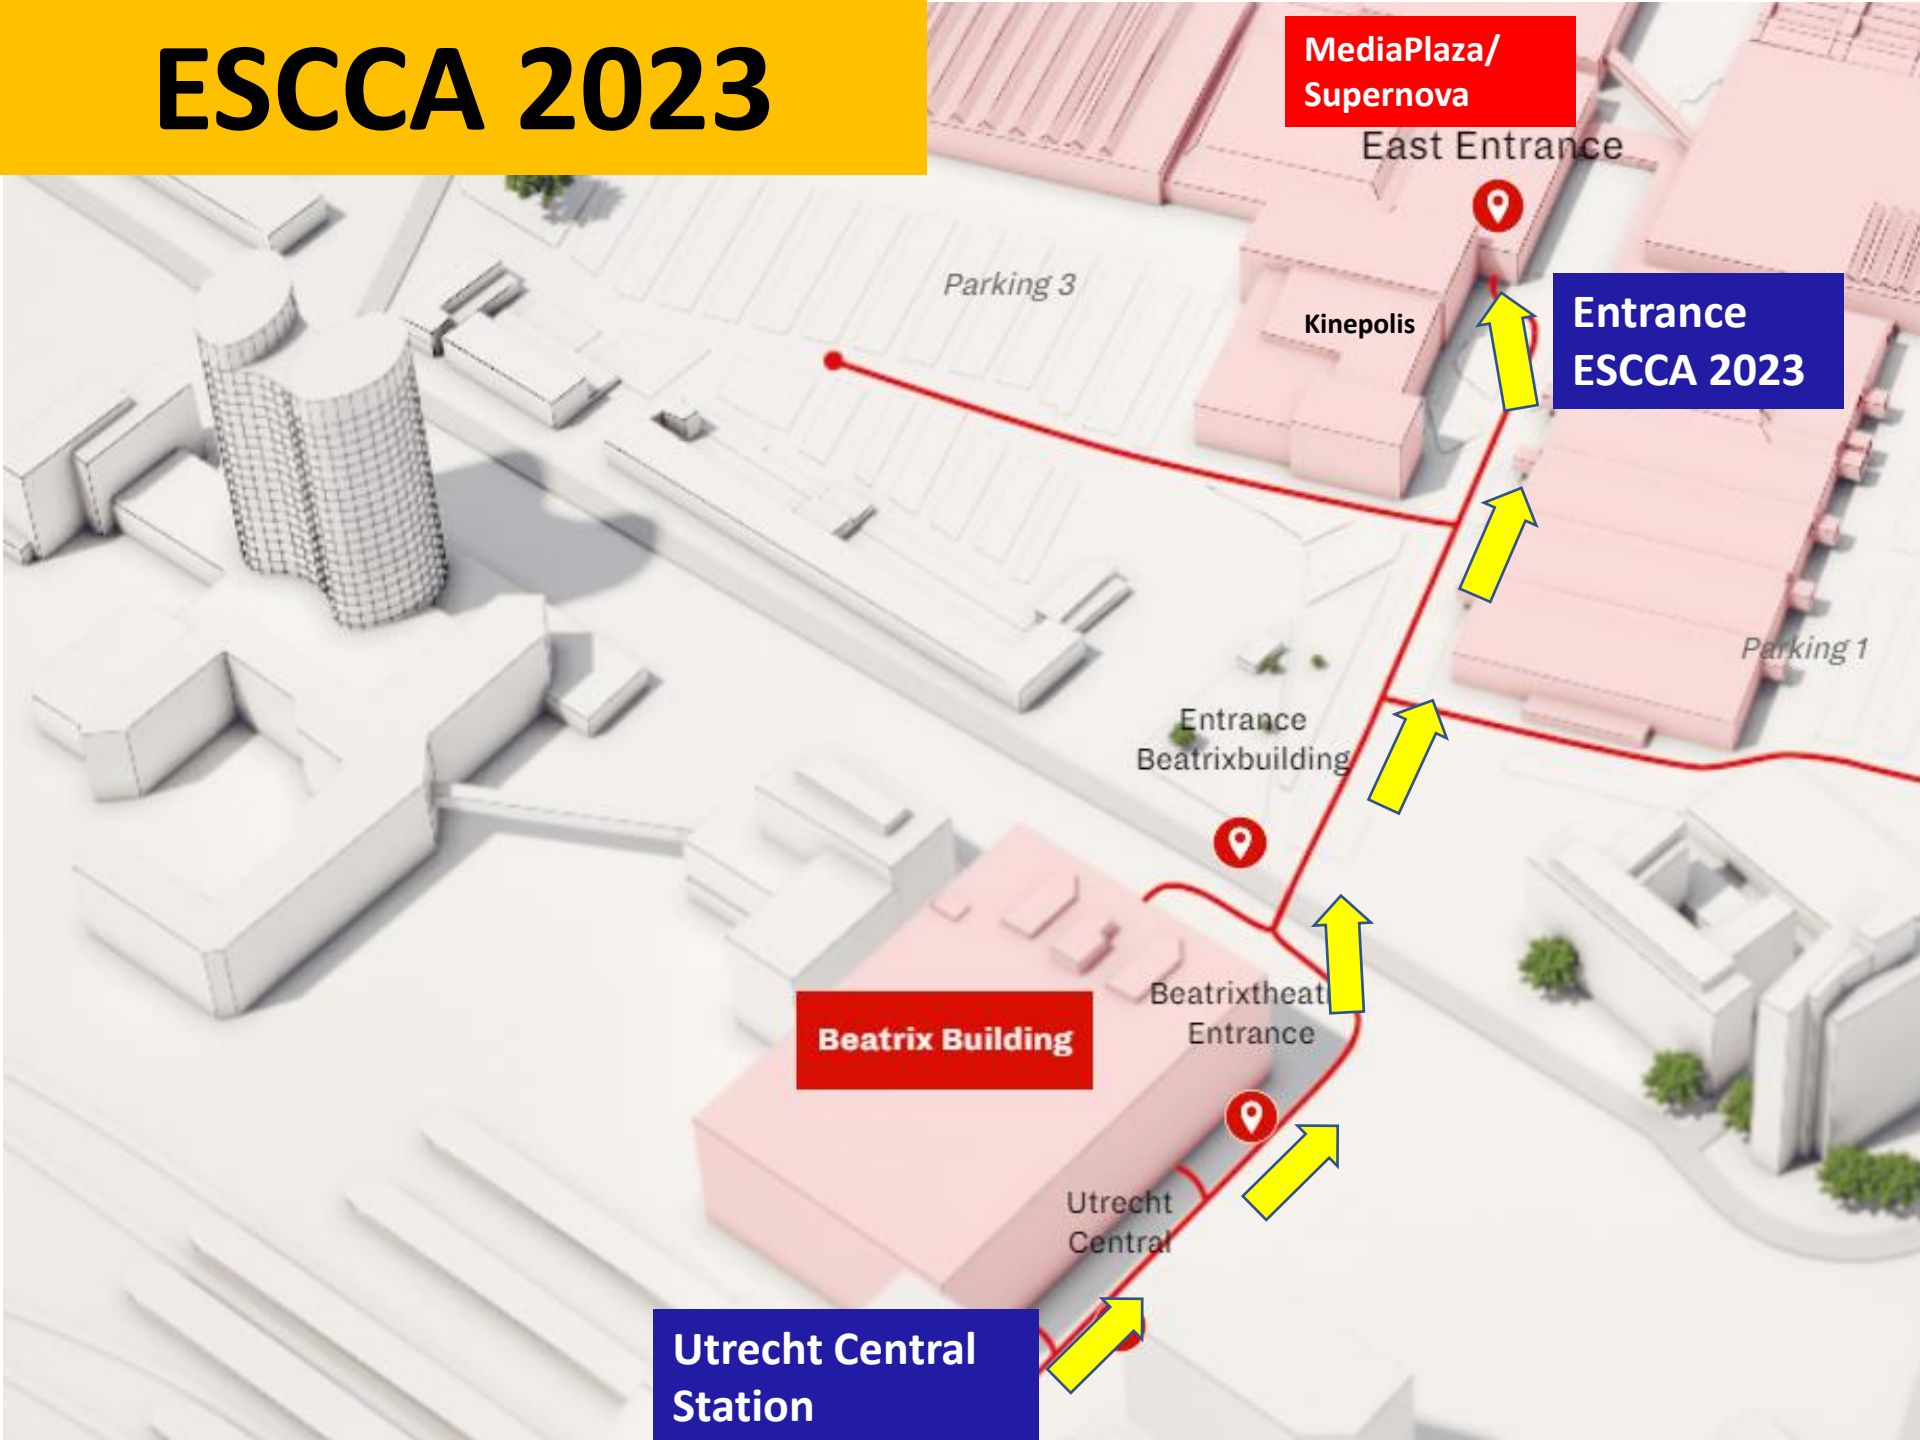 ESCCA 2023
MediaPlaza/
Supernova
East Entrance
Parking 3
Kinepolis
Entrance
ESCCA 2023
Parking 1
Entrance
Beatrixbuilding
Beatrix Building
Entrance
Utrecht
Central
Utrecht Central
Station